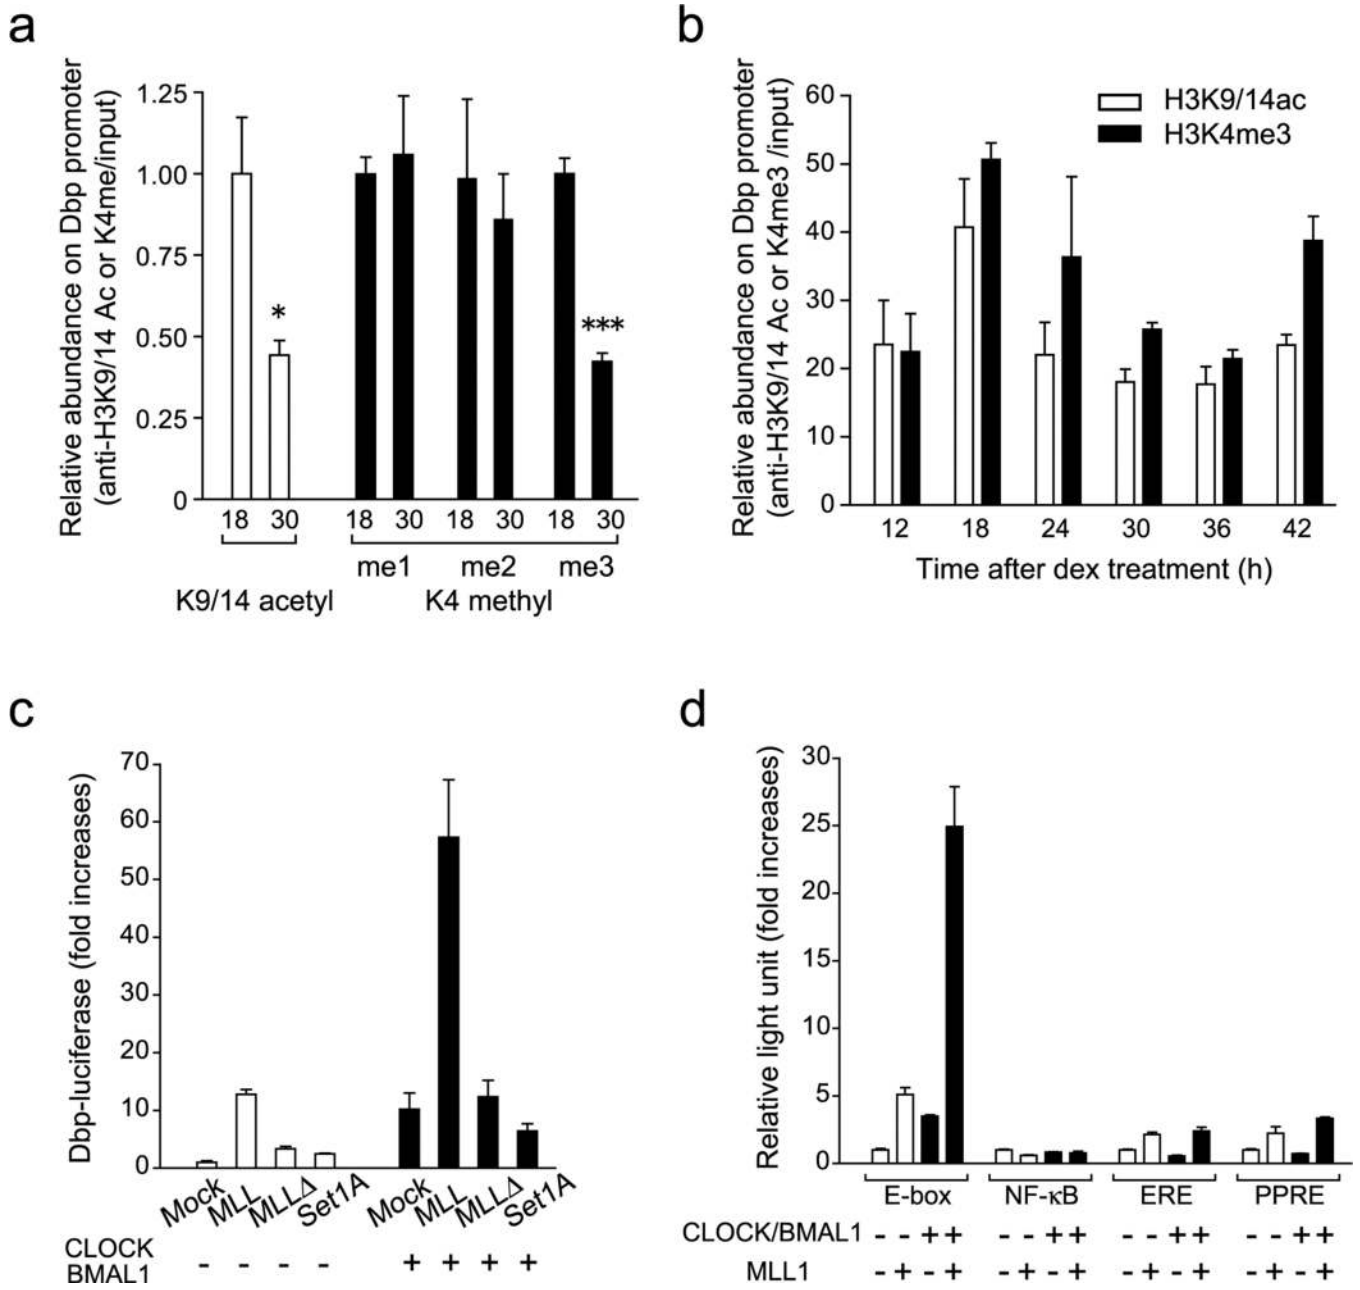 a
Relative abundance on Dbp promoter
(anti-H3K9/14 Ac or K4me/input)
1.25
1.00
0.75
0.50
0.25
0
*
***
18 30 18 30 18 30 18 30
me1 me2 me3
K9/14 acetyl K4 methyl
b
Relative abundance on Dbp promoter
(anti-H3K9/14 Ac or K4me3 /input)
60
50
40
30
20
10
0
H3K9/14ac
H3K4me3
12 18 24 30 36 42
Time after dex treatment (h)
c
Dbp-luciferase (fold increases)
70
60
50
40
30
20
10
0
Mock MLL MLLΔ Set1A Mock MLL MLLΔ Set1A
CLOCK
BMAL1 - - - - + + + +
d
Relative light unit (fold increases)
30
25
20
15
10
5
0
E-box NF-κB ERE PPRE
CLOCK/BMAL1 - - + + - - + + - - + + - - + +
MLL1 - + - + - + - + - + - + - + - +